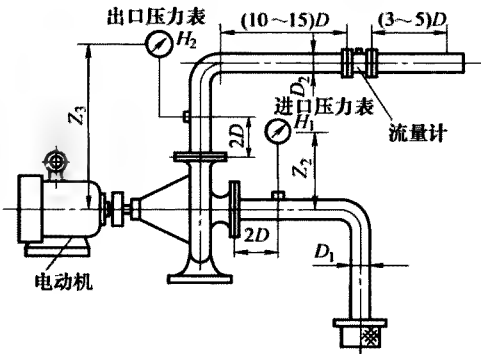 出口压力表
H₂
(10～15)D
(3～5)D
Z₃
D₂
进口压力表
H₁
流量计
2D
Z₂
2D
D₁
电动机